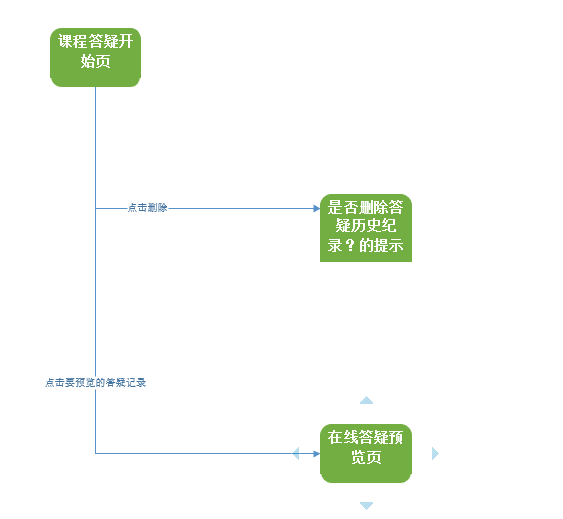 课程答疑开
始页
点击删除
是否删除答
疑历史纪
录？的提示
点击要预览的答疑记录
在线答疑预
览页